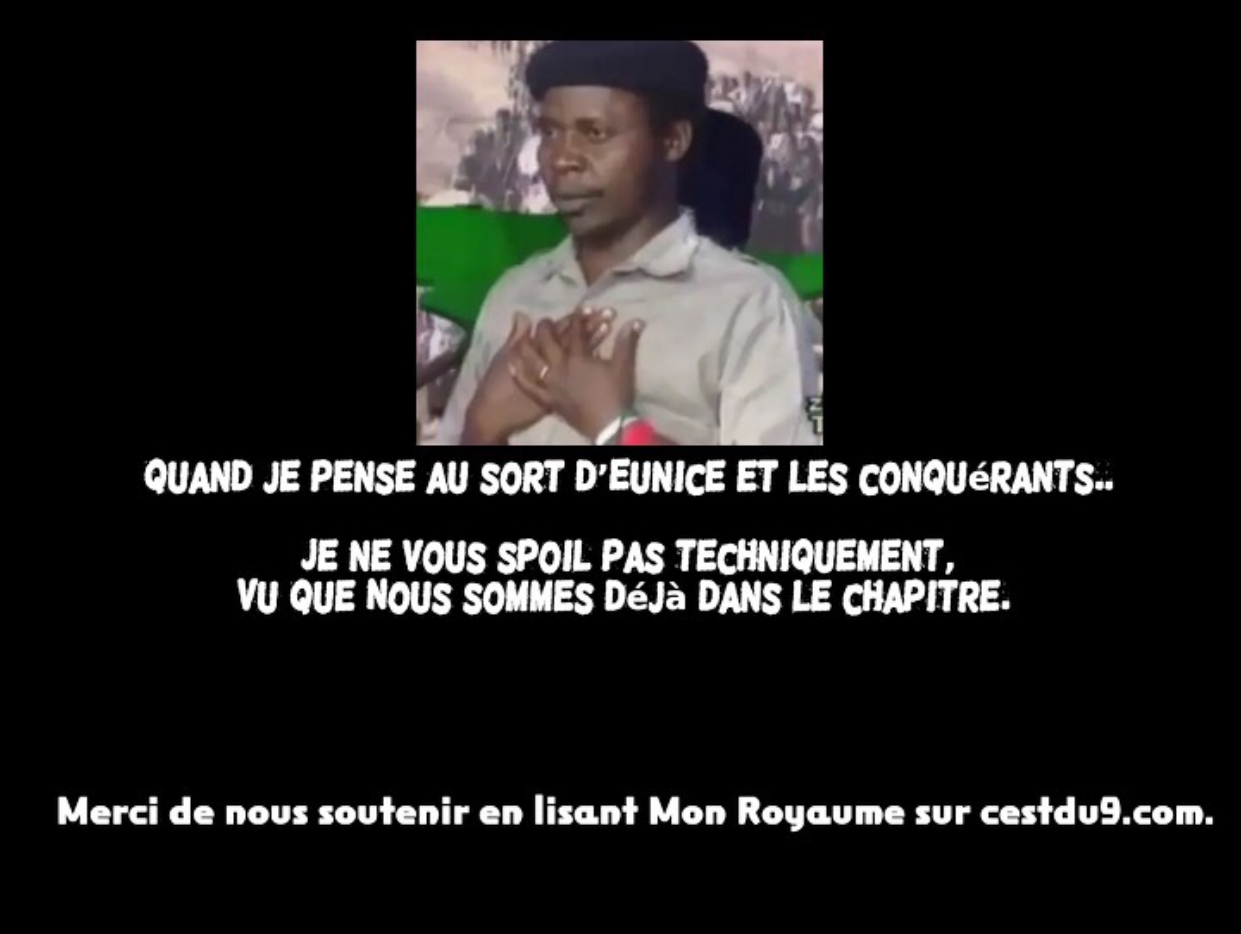 QUAND JE PENSE AU SORT D'EUNICE ET LES CONQUéRANTS..
JE NE VOUS SPOIL PAS TECHNIQUEMENT,
VU QUE NOUS SOMMES DéJà DANS LE CHAPITRE.
Merci de nous soutenir en lisant Mon Royaume sur cestdu9.com.